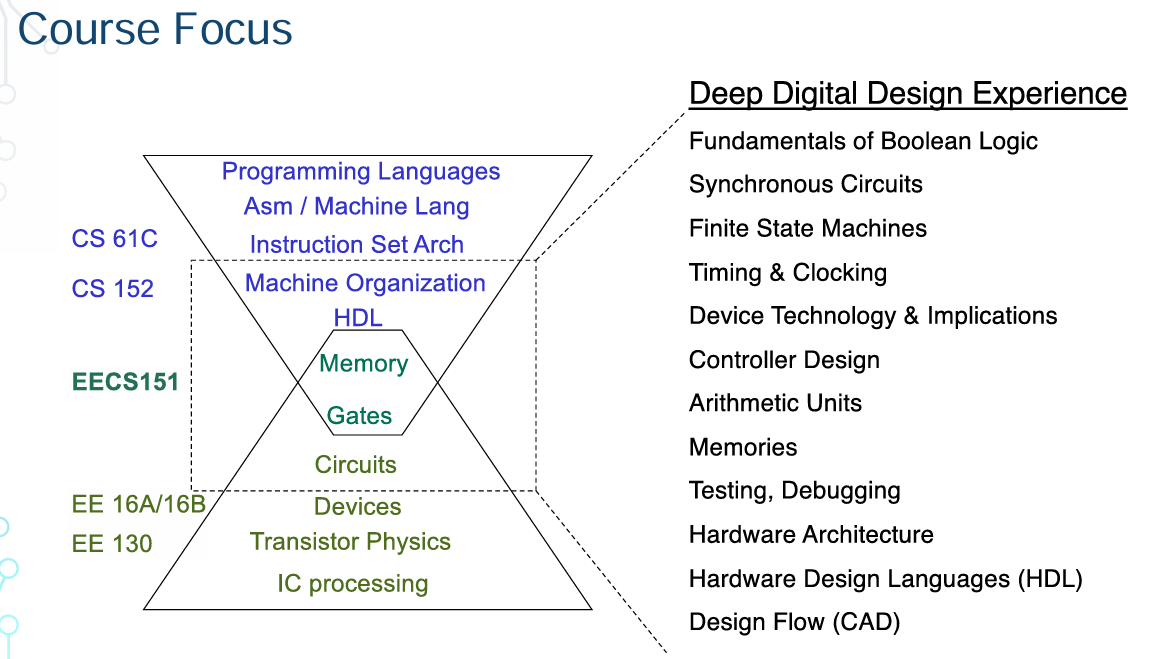 Course Focus
Programming Languages
Asm / Machine Lang
CS 61C
Instruction Set Arch
CS 152
Machine Organization
HDL
Memory
EECS151
Gates
Circuits
EE 16A/16B
Devices
EE 130
Transistor Physics
IC processing
Deep Digital Design Experience
Fundamentals of Boolean Logic
Synchronous Circuits
Finite State Machines
Timing & Clocking
Device Technology & Implications
Controller Design
Arithmetic Units
Memories
Testing, Debugging
Hardware Architecture
Hardware Design Languages (HDL)
Design Flow (CAD)